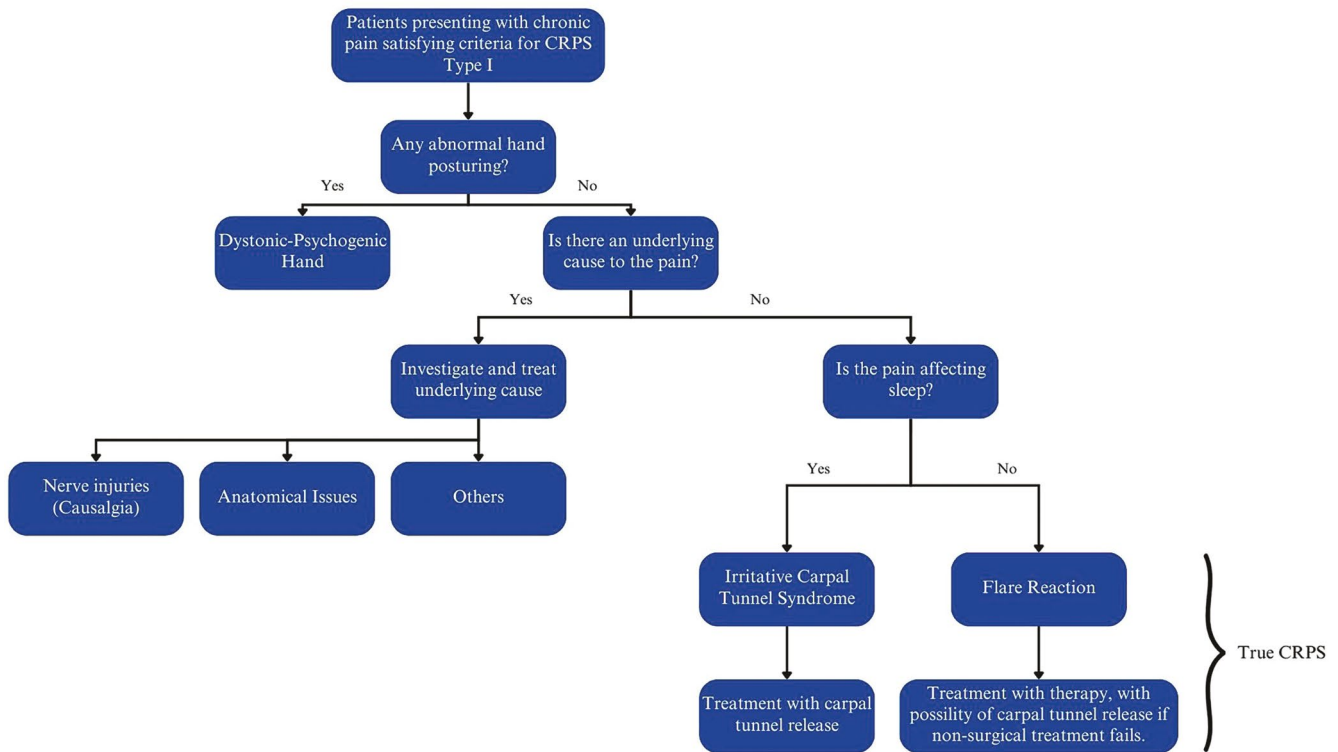 Patients presenting with chronic
pain satisfying criteria for CRPS
Type I
Any abnormal hand
posturing?
Yes
No
Dystonic-Psychogenic
Hand
Is there an underlying
cause to the pain?
Yes
No
Investigate and treat
underlying cause
Is the pain affecting
sleep?
Nerve injuries
(Causalgia)
Anatomical Issues
Others
Yes
No
Irritative Carpal
Tunnel Syndrome
Flare Reaction
True CRPS
Treatment with carpal
tunnel release
Treatment with therapy, with
possility of carpal tunnel release if
non-surgical treatment fails.